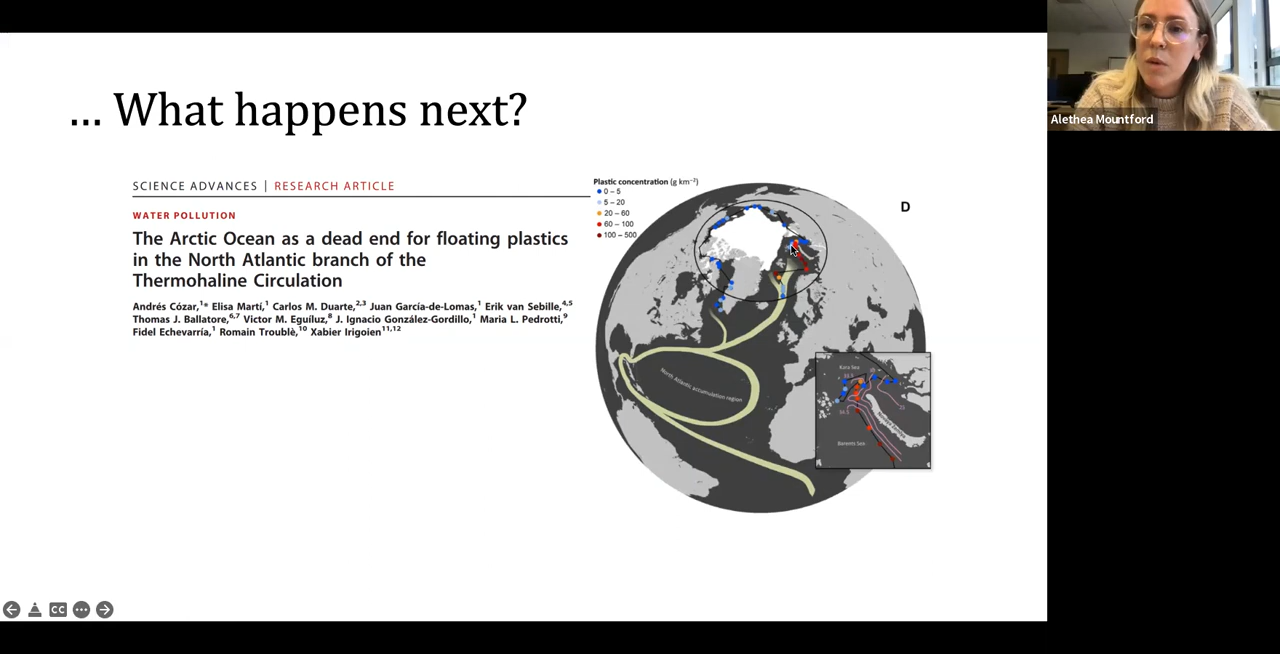 ... What happens next?
SCIENCE ADVANCES | RESEARCH ARTICLE
WATER POLLUTION
The Arctic Ocean as a dead end for floating plastics
in the North Atlantic branch of the
Thermohaline Circulation
Andrés Cózar,1* Elisa Martí,1 Carlos M. Duarte,2,3 Juan García-de-Lomas,1 Erik van Sebille,4,5
Thomas J. Ballatore,6,7 Victor M. Eguíluz,8 J. Ignacio González-Gordillo,1 Maria L. Pedrotti,9
Fidel Echevarría,1 Romain Troublè,10 Xabier Irigoien11,12
Plastic concentration (g km−2)
0 – 5
5 – 20
20 – 60
60 – 100
100 – 500
D
North Atlantic accumulation region
Kara Sea
34.5
25
Barents Sea
CC
Alethea Mountford